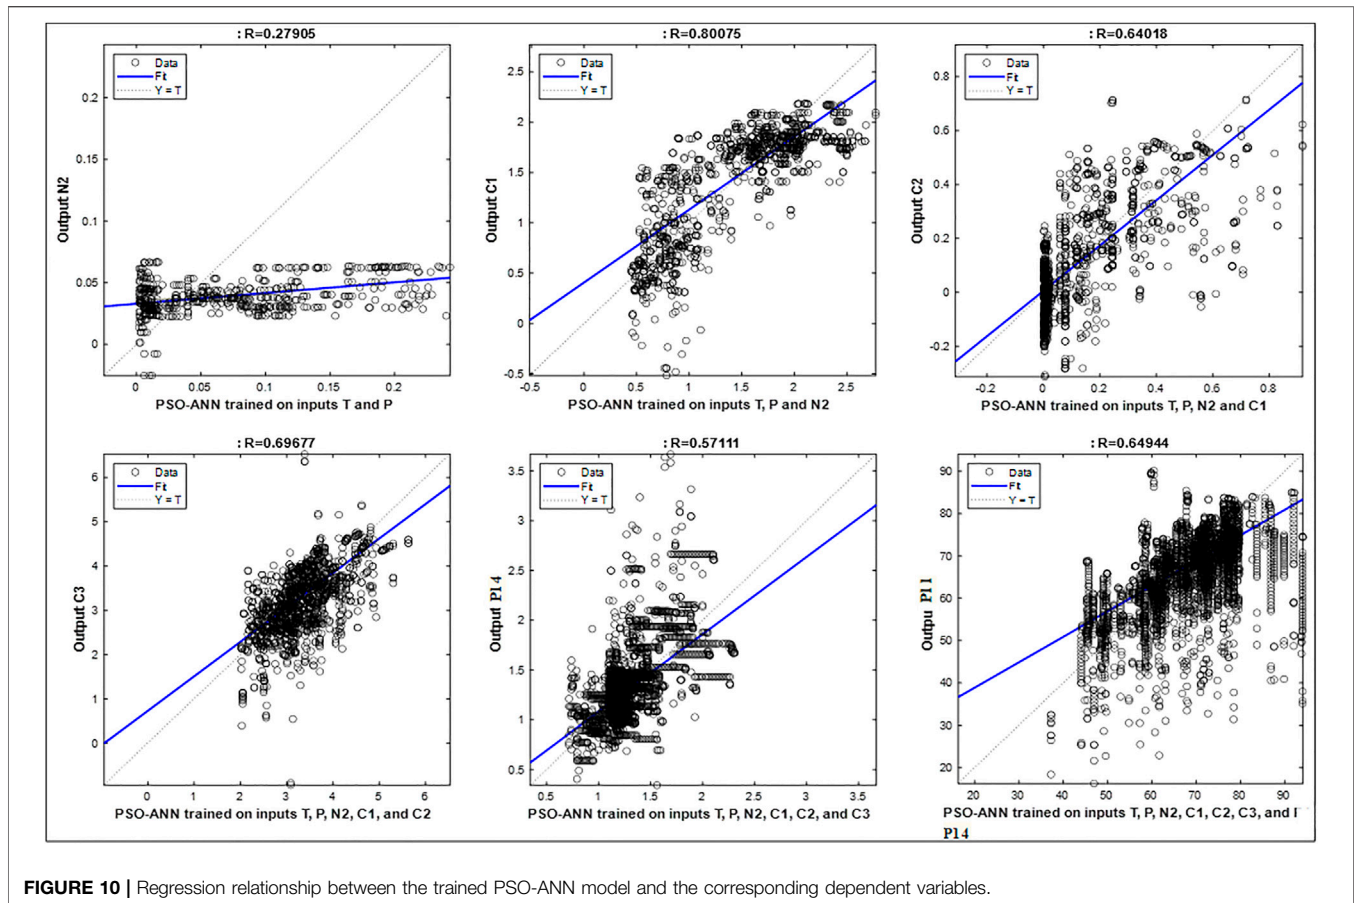 : R=0.27905
Data
Fit
Y = T
0.2
0.15
0.1
0.05
0
Output N2
0
0.05
0.1
0.15
0.2
PSO-ANN trained on inputs T and P
: R=0.80075
Data
Fit
Y = T
2.5
2
1.5
1
0.5
0
-0.5
Output C1
-0.5
0
0.5
1
1.5
2
2.5
PSO-ANN trained on inputs T, P and N2
: R=0.64018
Data
Fit
Y = T
0.8
0.6
0.4
0.2
0
-0.2
Output C2
-0.2
0
0.2
0.4
0.6
0.8
PSO-ANN trained on inputs T, P, N2 and C1
: R=0.69677
Data
Fit
Y = T
6
5
4
3
2
1
0
Output C3
0
1
2
3
4
5
6
PSO-ANN trained on inputs T, P, N2, C1, and C2
: R=0.57111
Data
Fit
Y = T
3.5
3
2.5
2
1.5
1
0.5
Output P14
0.5
1
1.5
2
2.5
3
3.5
PSO-ANN trained on inputs T, P, N2, C1, C2, and C3
: R=0.64944
Data
Fit
Y = T
90
80
70
60
50
40
30
20
Outpu P11
20
30
40
50
60
70
80
90
PSO-ANN trained on inputs T, P, N2, C1, C2, C3, and
P14
FIGURE 10 | Regression relationship between the trained PSO-ANN model and the corresponding dependent variables.